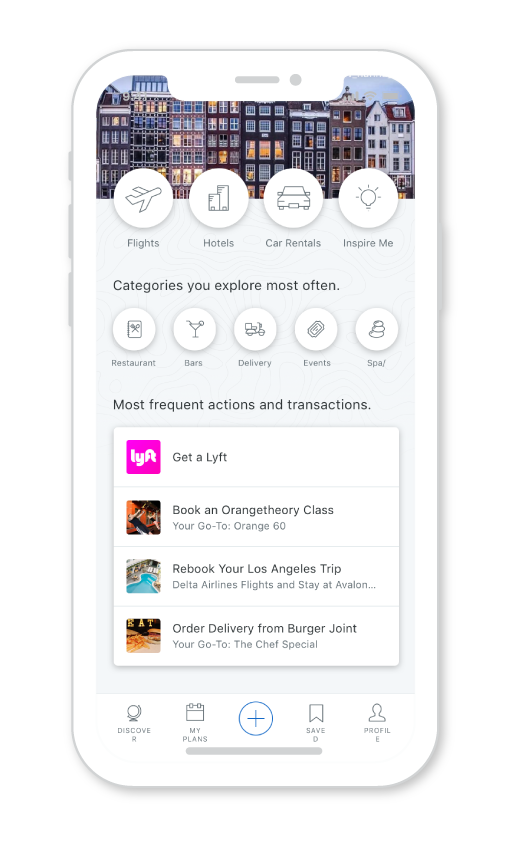 Flights Hotels Car Rentals Inspire Me
Categories you explore most often.
Restaurant Bars Delivery Events Spa/
Most frequent actions and transactions.
lyft
Get a Lyft
Book an Orangetheory Class
Your Go-To: Orange 60
Rebook Your Los Angeles Trip
Delta Airlines Flights and Stay at Avalon...
EAT
Order Delivery from Burger Joint
Your Go-To: The Chef Special
DISCOVE
R
MY
PLANS
SAVE
D
PROFIL
E